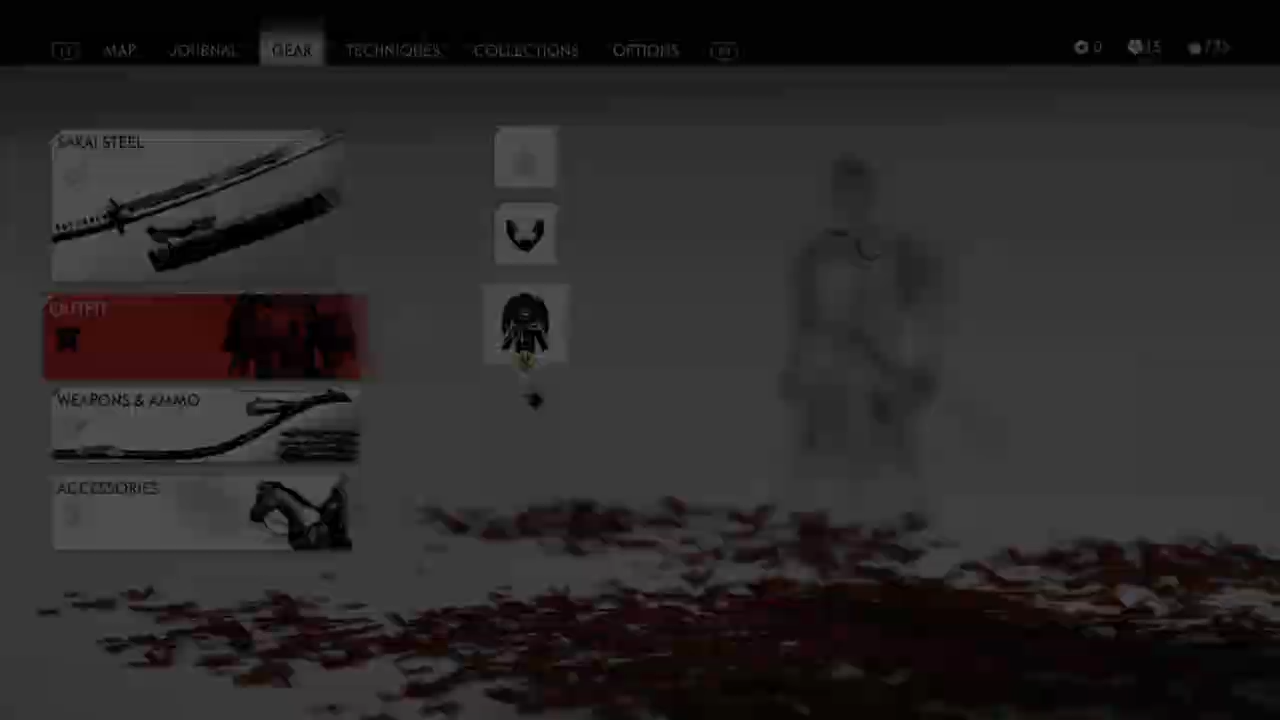 MAP JOURNAL GEAR TECHNIQUES COLLECTIONS OPTIONS
SAKAI STEEL
OUTFIT
WEAPONS & AMMO
ACCESSORIES